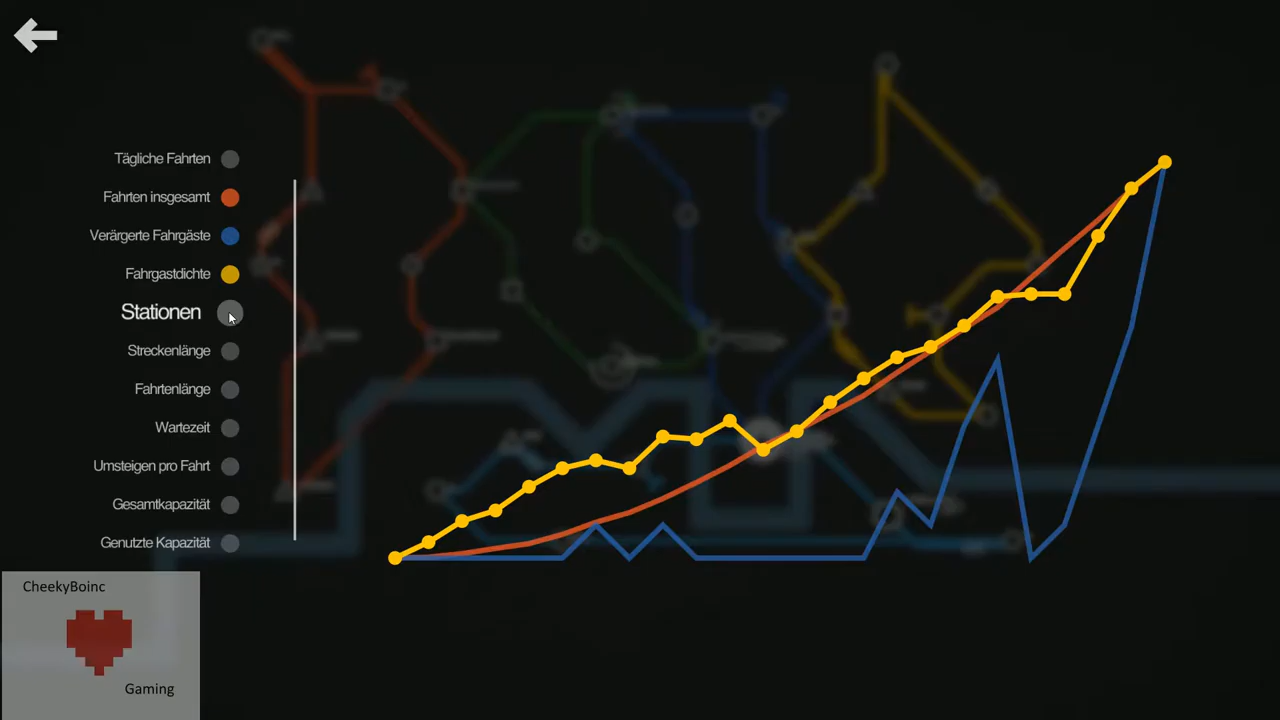 Tägliche Fahrten
Fahrten insgesamt
Verärgerte Fahrgäste
Fahrgastdichte
Stationen
Streckenlänge
Fahrtenlänge
Wartezeit
Umsteigen pro Fahrt
Gesamtkapazität
Genutzte Kapazität
CheekyBoinc
Gaming